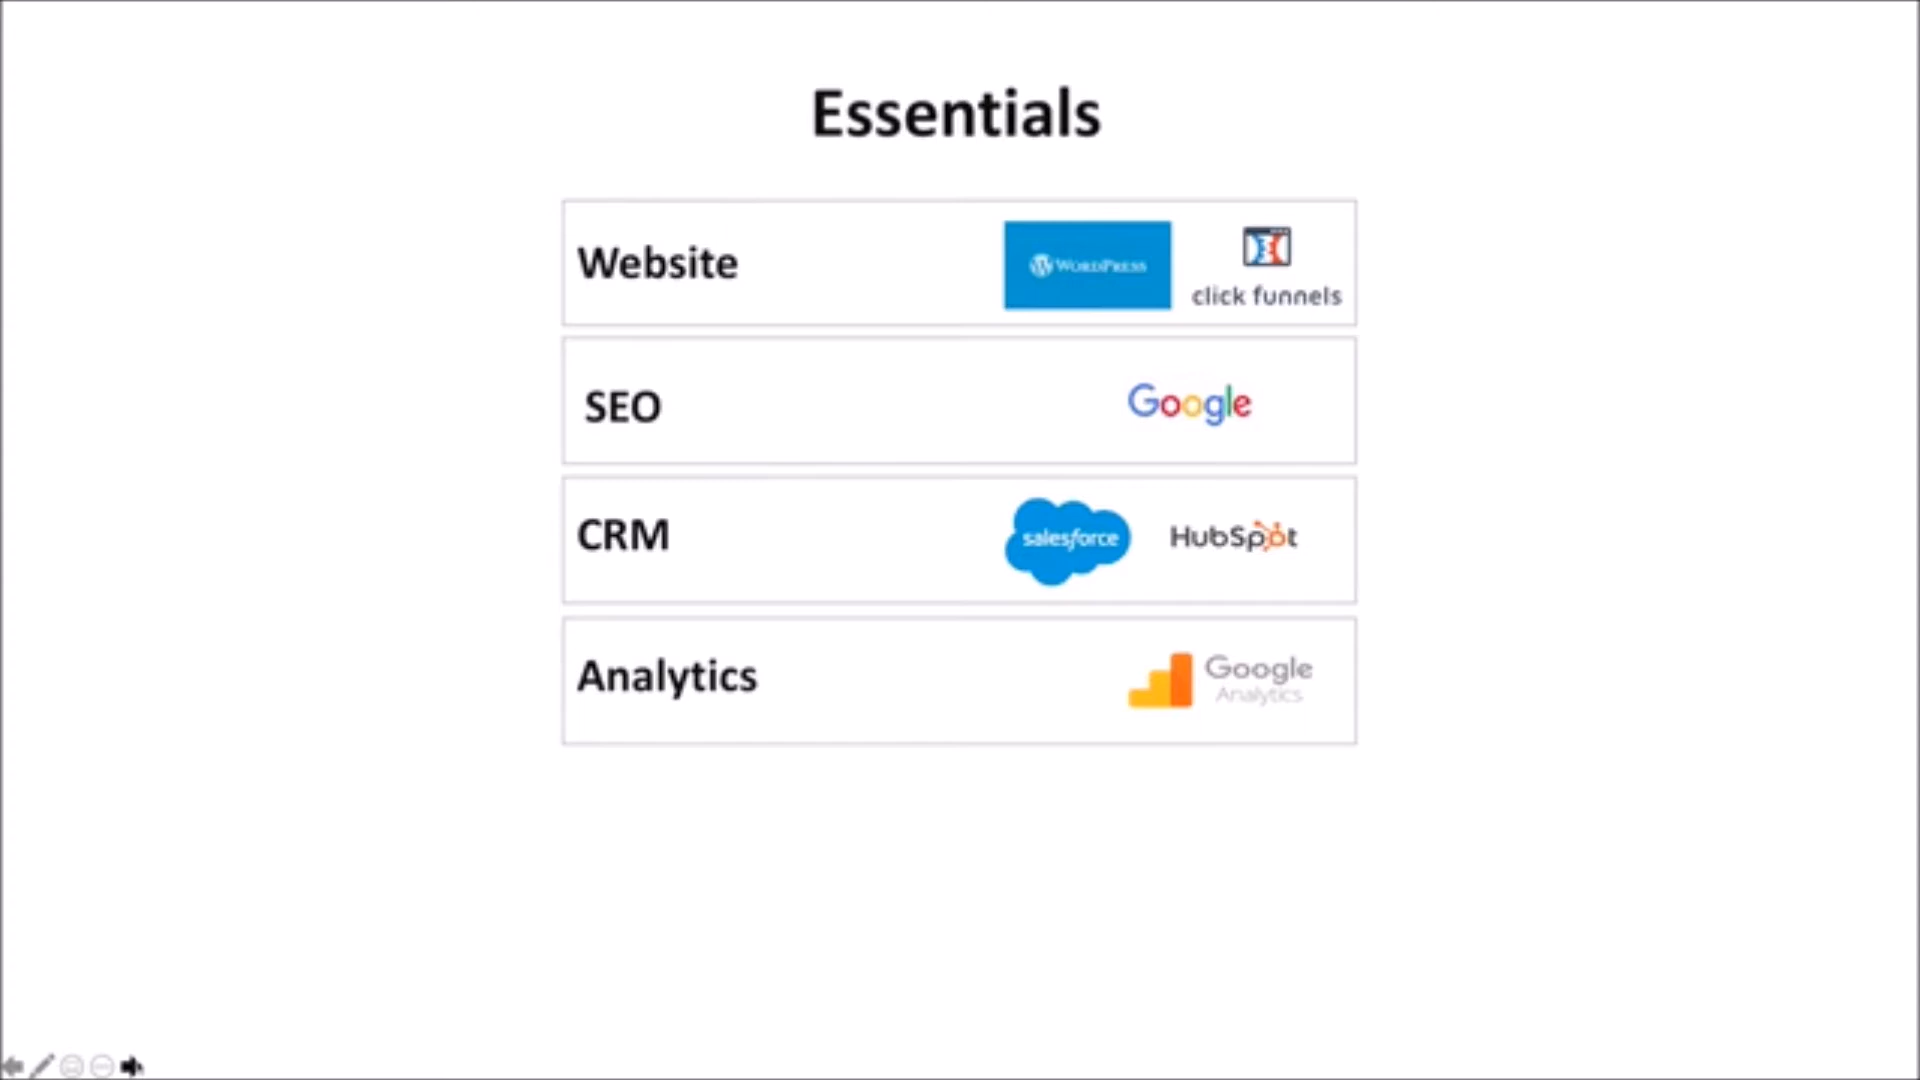 Essentials
Website
WORDPRESS
click funnels
SEO
Google
CRM
salesforce
HubSpot
Analytics
Google
Analytics